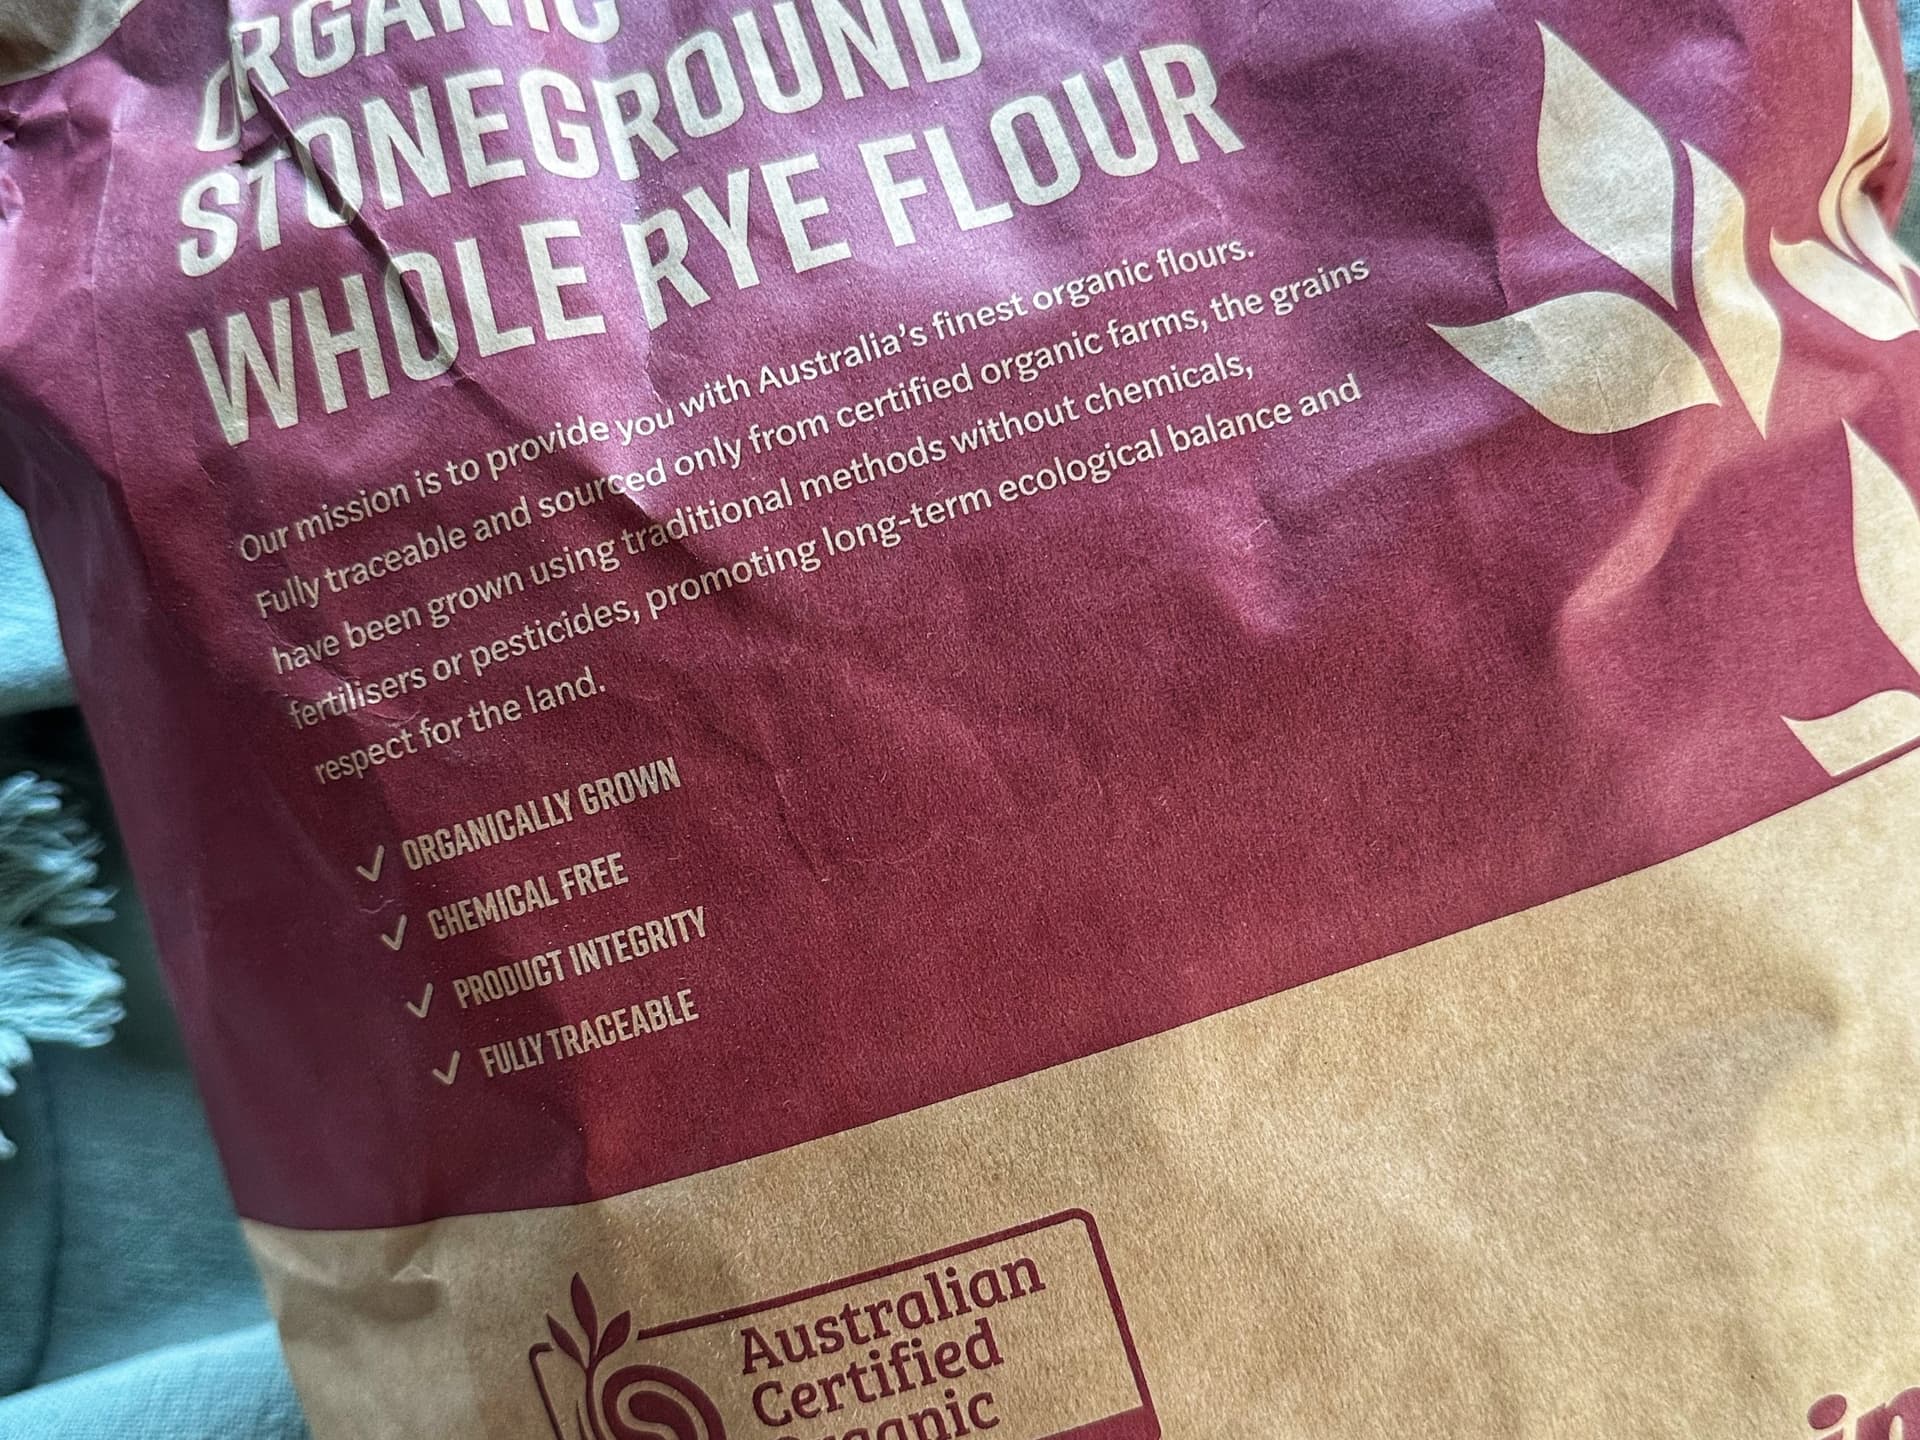 ORGANIC
STONEGROUND
WHOLE RYE FLOUR
Our mission is to provide you with Australia's finest organic flours.
Fully traceable and sourced only from certified organic farms, the grains
have been grown using traditional methods without chemicals,
fertilisers or pesticides, promoting long-term ecological balance and
respect for the land.
✓ ORGANICALLY GROWN
✓ CHEMICAL FREE
✓ PRODUCT INTEGRITY
✓ FULLY TRACEABLE
Australian
Certified
Organic